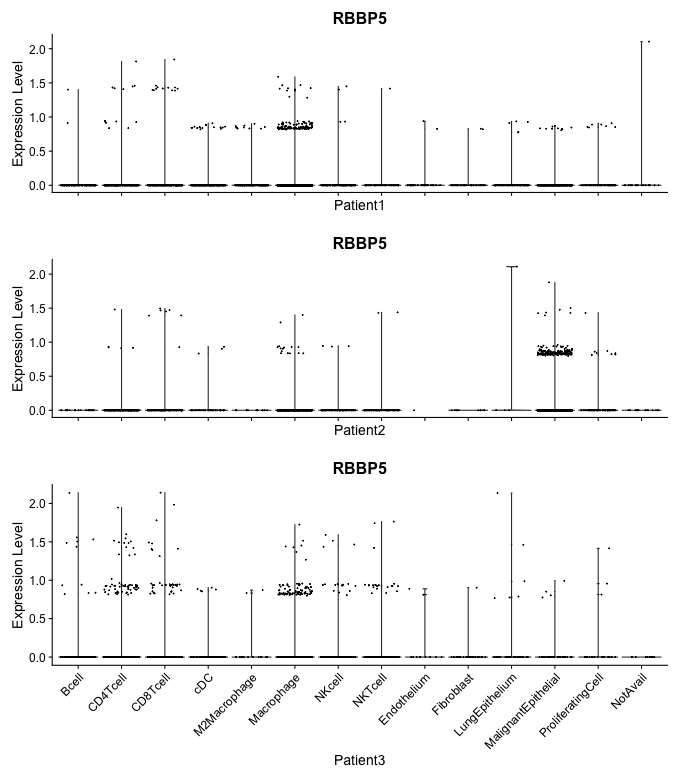 RBBP5
Expression Level
2.0
1.5
1.0
0.5
0.0
Patient1
RBBP5
Expression Level
2.0
1.5
1.0
0.5
0.0
Patient2
RBBP5
Expression Level
2.0
1.5
1.0
0.5
0.0
Bcell
CD4Tcell
CD8Tcell
cDC
M2Macrophage
Macrophage
NKcell
NKTcell
Endothelium
Fibroblast
LungEpithelium
MalignantEpithelial
ProliferatingCell
NotAvail
Patient3